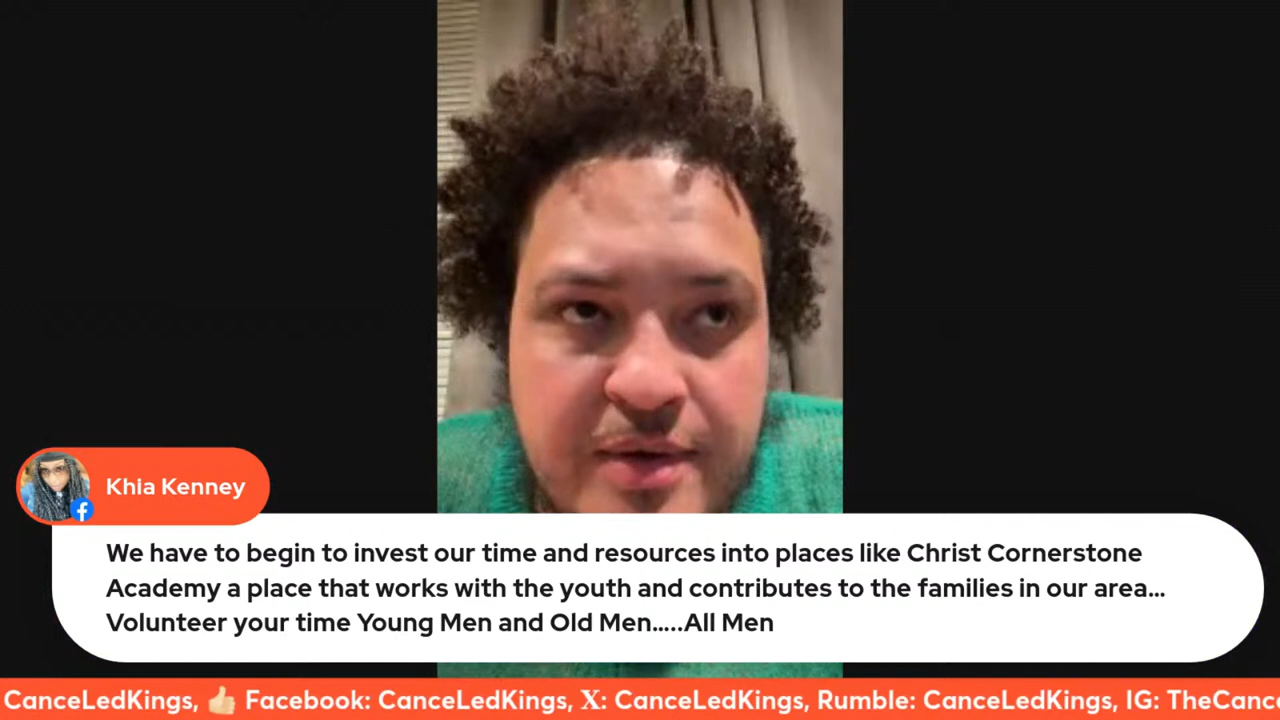 Khia Kenney
We have to begin to invest our time and resources into places like Christ Cornerstone
Academy a place that works with the youth and contributes to the families in our area...
Volunteer your time Young Men and Old Men.....All Men
CanceLedKings, 👍🏼 Facebook: CanceLedKings, X: CanceLedKings, Rumble: CanceLedKings, IG: TheCance